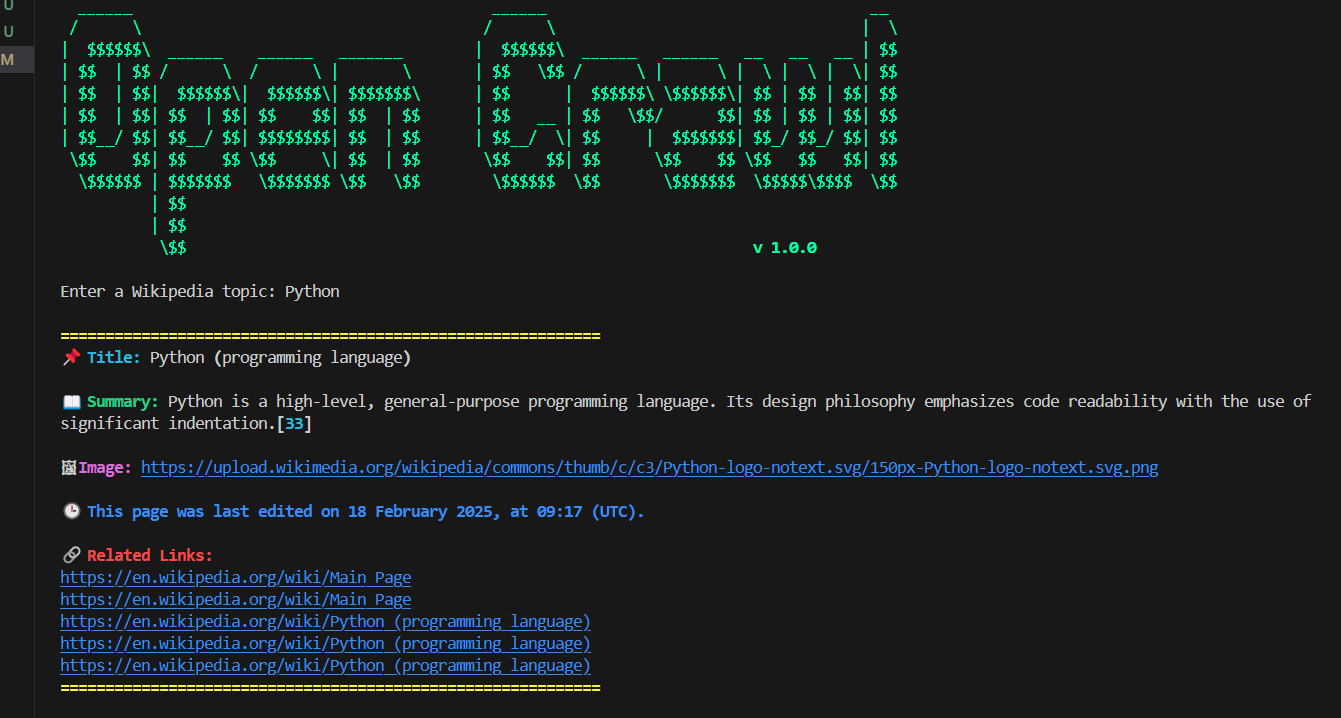 U
U
M
Open Crawl
v 1.0.0
Enter a Wikipedia topic: Python
============================================================
📌 Title: Python (programming language)
📖 Summary: Python is a high-level, general-purpose programming language. Its design philosophy emphasizes code readability with the use of
significant indentation.[33]
🖼Image: https://upload.wikimedia.org/wikipedia/commons/thumb/c/c3/Python-logo-notext.svg/150px-Python-logo-notext.svg.png
🕒 This page was last edited on 18 February 2025, at 09:17 (UTC).
🔗 Related Links:
https://en.wikipedia.org/wiki/Main_Page
https://en.wikipedia.org/wiki/Main_Page
https://en.wikipedia.org/wiki/Python_(programming_language)
https://en.wikipedia.org/wiki/Python_(programming_language)
https://en.wikipedia.org/wiki/Python_(programming_language)
============================================================